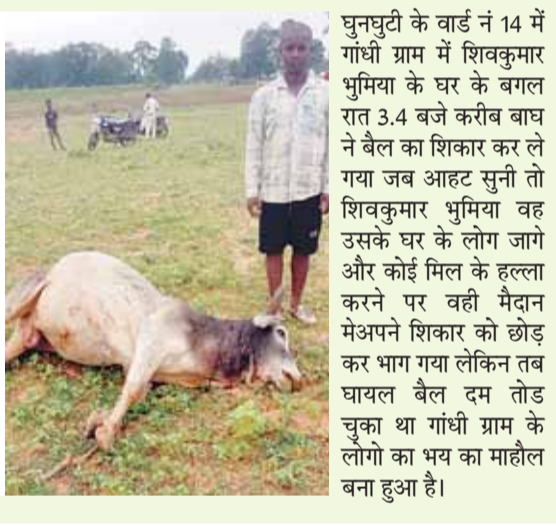 घुनघुटी के वार्ड नं 14 में
गांधी ग्राम में शिवकुमार
भुमिया के घर के बगल
रात 3.4 बजे करीब बाघ
ने बैल का शिकार कर ले
गया जब आहट सुनी तो
शिवकुमार भुमिया वह
उसके घर के लोग जागे
और कोई मिल के हल्ला
करने पर वही मैदान
मेअपने शिकार को छोड़
कर भाग गया लेकिन तब
घायल बैल दम तोड
चुका था गांधी ग्राम के
लोगो का भय का माहौल
बना हुआ है।